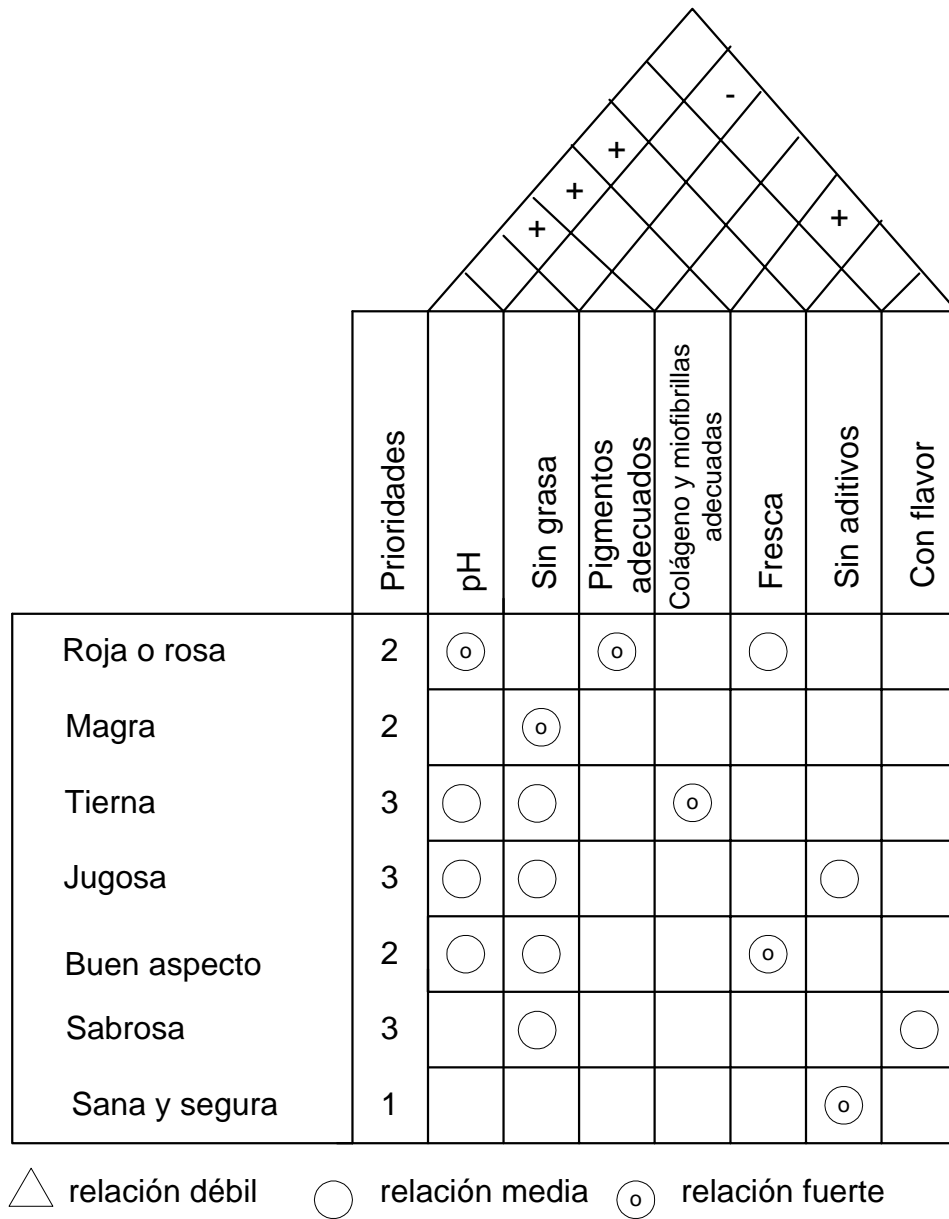 -
+
+
+
+
Prioridades
pH
Sin grasa
Pigmentos
adecuados
Colágeno y miofibrillas
adecuadas
Fresca
Sin aditivos
Con flavor
Roja o rosa 2 o o
Magra 2 o
Tierna 3 o
Jugosa 3
Buen aspecto 2 o
Sabrosa 3
Sana y segura 1 o
relación débil relación media o relación fuerte